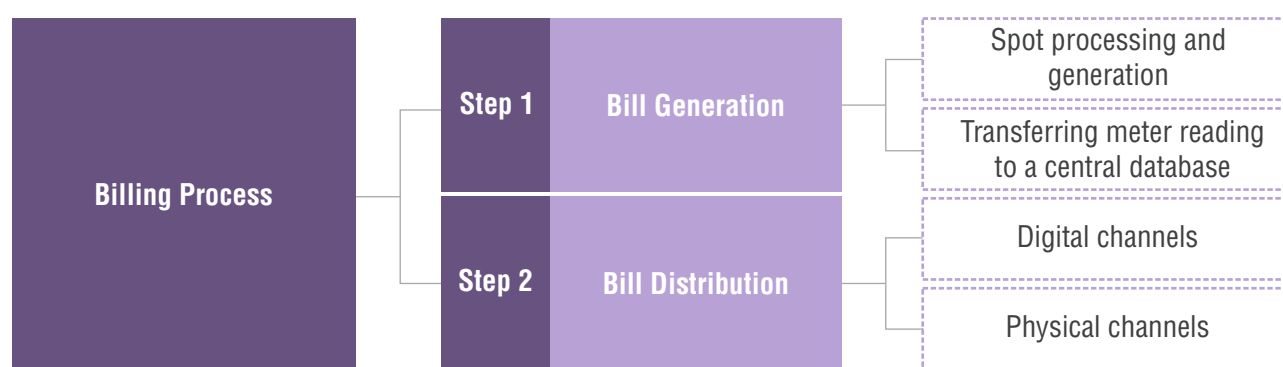 Billing Process
Step 1
Bill Generation
Spot processing and
generation
Transferring meter reading
to a central database
Step 2
Bill Distribution
Digital channels
Physical channels